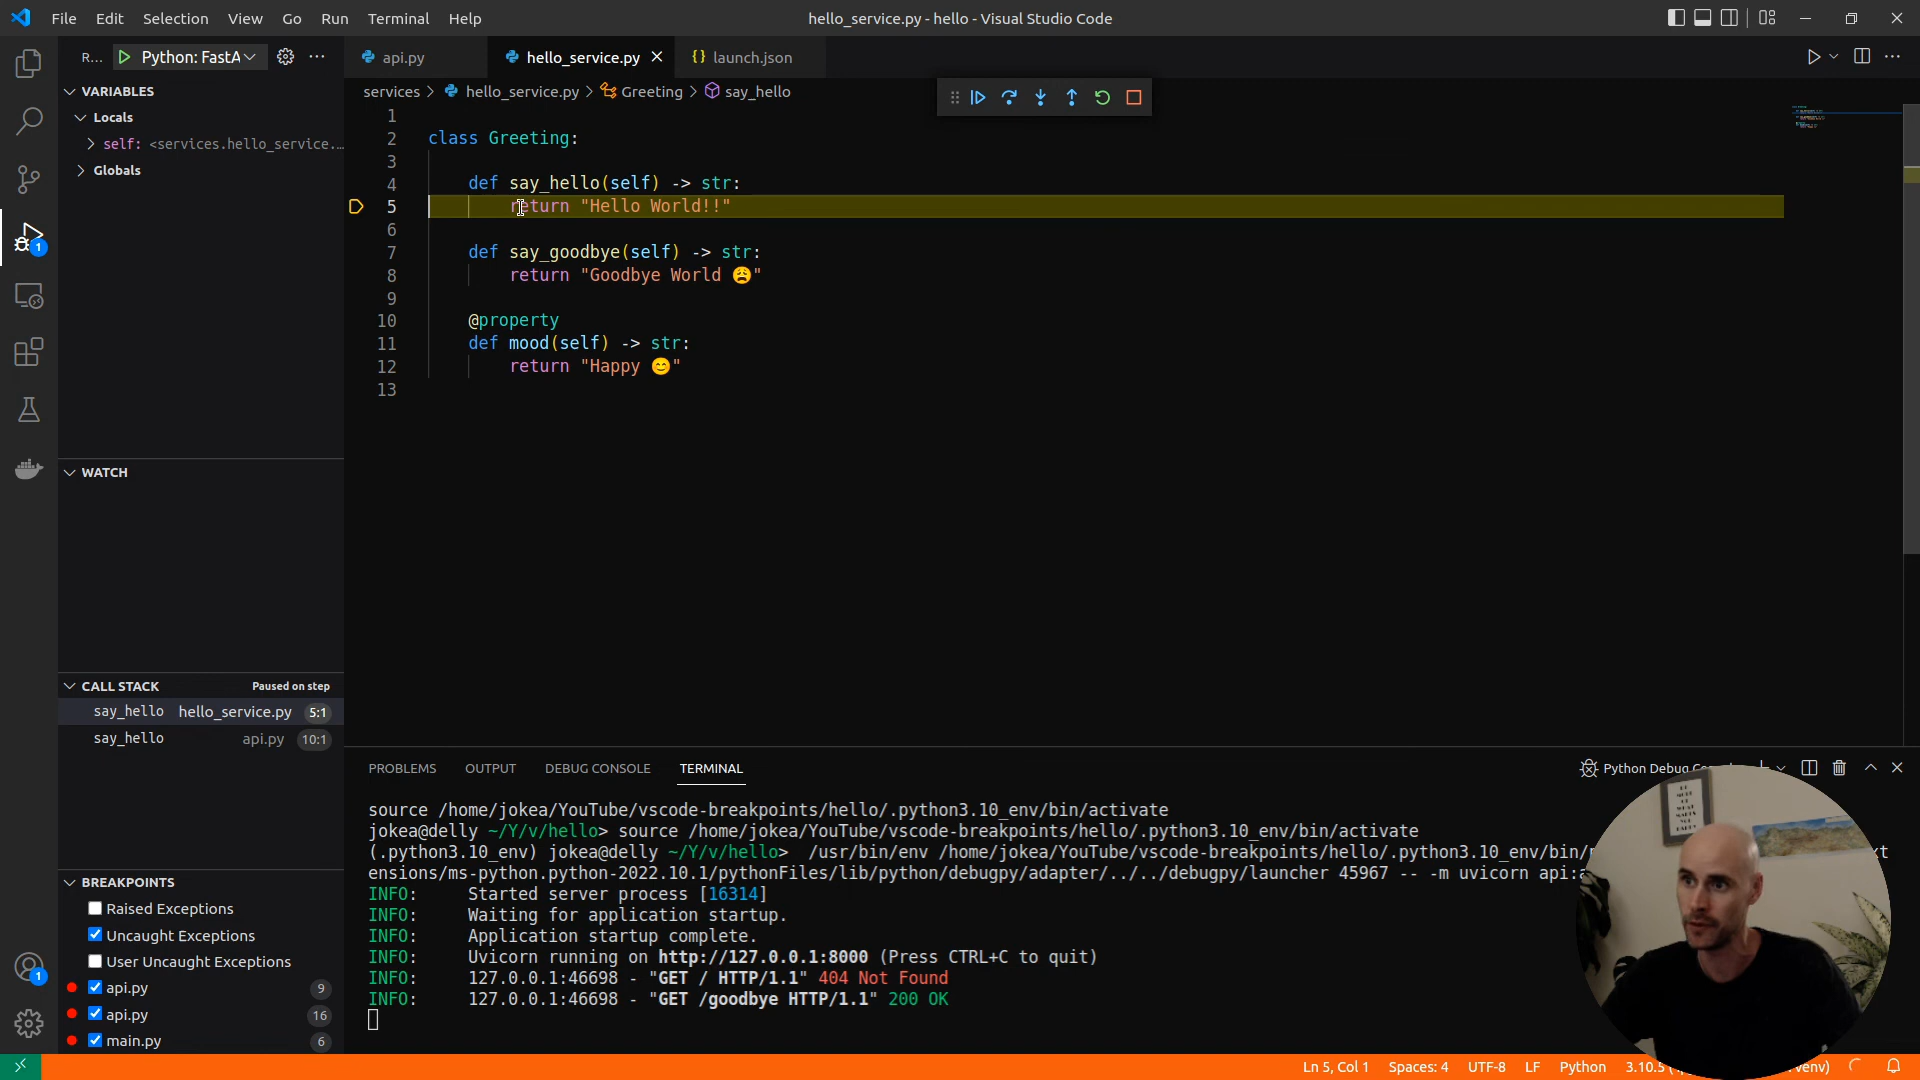 File Edit Selection View Go Run Terminal Help
hello_service.py - hello - Visual Studio Code
R... Python: FastA
api.py
hello_service.py
launch.json
services > hello_service.py > Greeting > say_hello
VARIABLES
Locals
self: <services.hello_service....
Globals
WATCH
CALL STACK Paused on step
say_hello hello_service.py 5:1
say_hello api.py 10:1
BREAKPOINTS
Raised Exceptions
Uncaught Exceptions
User Uncaught Exceptions
api.py 9
api.py 16
main.py 6
1
1
1
2 class Greeting:
3
4 def say_hello(self) -> str:
5 return "Hello World!!"
6
7 def say_goodbye(self) -> str:
8 return "Goodbye World 😩"
9
10 @property
11 def mood(self) -> str:
12 return "Happy 😊"
13
PROBLEMS OUTPUT DEBUG CONSOLE TERMINAL
Python Debug
source /home/jokea/YouTube/vscode-breakpoints/hello/.python3.10_env/bin/activate
jokea@delly ~/Y/v/hello> source /home/jokea/YouTube/vscode-breakpoints/hello/.python3.10_env/bin/activate
(.python3.10_env) jokea@delly ~/Y/v/hello> /usr/bin/env /home/jokea/YouTube/vscode-breakpoints/hello/.python3.10_env/bin/
ensions/ms-python.python-2022.10.1/pythonFiles/lib/python/debugpy/adapter/../../debugpy/launcher 45967 -- -m uvicorn api:a
INFO: Started server process [16314]
INFO: Waiting for application startup.
INFO: Application startup complete.
INFO: Uvicorn running on http://127.0.0.1:8000 (Press CTRL+C to quit)
INFO: 127.0.0.1:46698 - "GET / HTTP/1.1" 404 Not Found
INFO: 127.0.0.1:46698 - "GET /goodbye HTTP/1.1" 200 OK
Ln 5, Col 1 Spaces: 4 UTF-8 LF Python 3.10.5